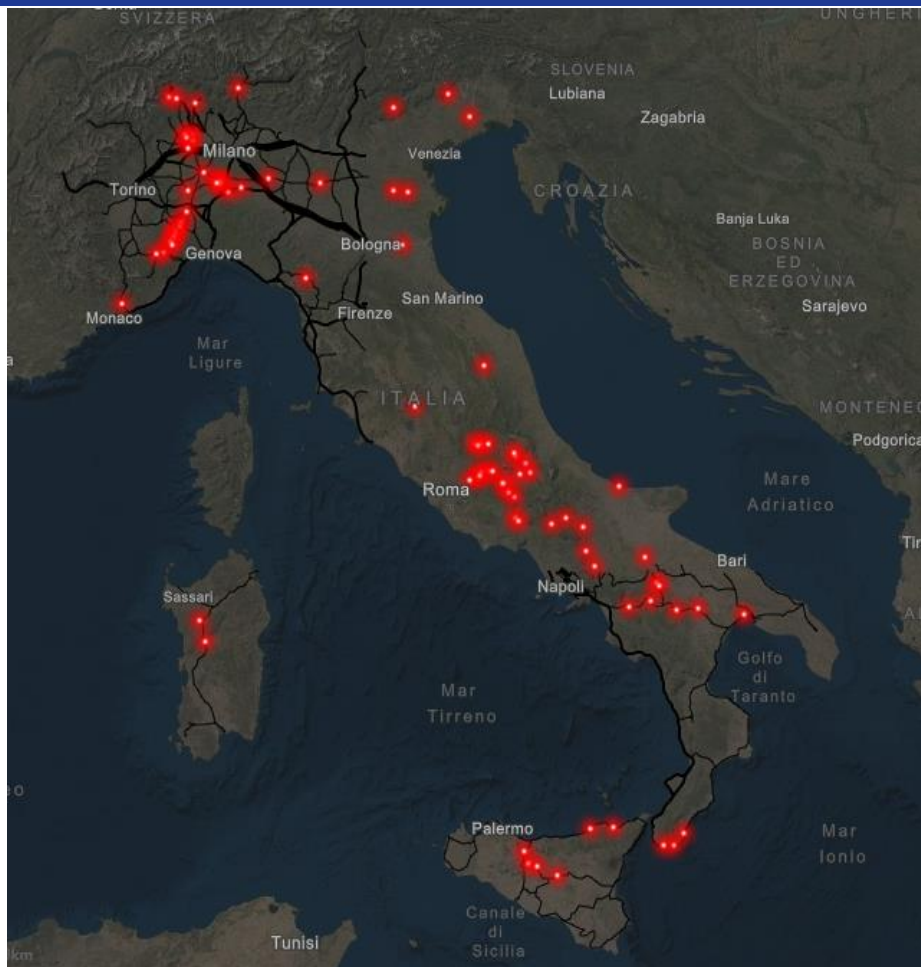 SVIZZERA
UNGHERI
SLOVENIA
Lubiana
Zagabria
Milano
Venezia
Torino
CROAZIA
Banja Luka
BOSNIA
ED
ERZEGOVINA
Bologna
Genova
San Marino
Sarajevo
Monaco
Firenze
Mar
Ligure
ITALIA
MONTENEG
Podgorica
Mare
Adriatico
Roma
Bari
Napoli
Sassari
Golfo
di
Taranto
Mar
Tirreno
Palermo
Mar
Ionio
Canale
di
Sicilia
Tunisi
km